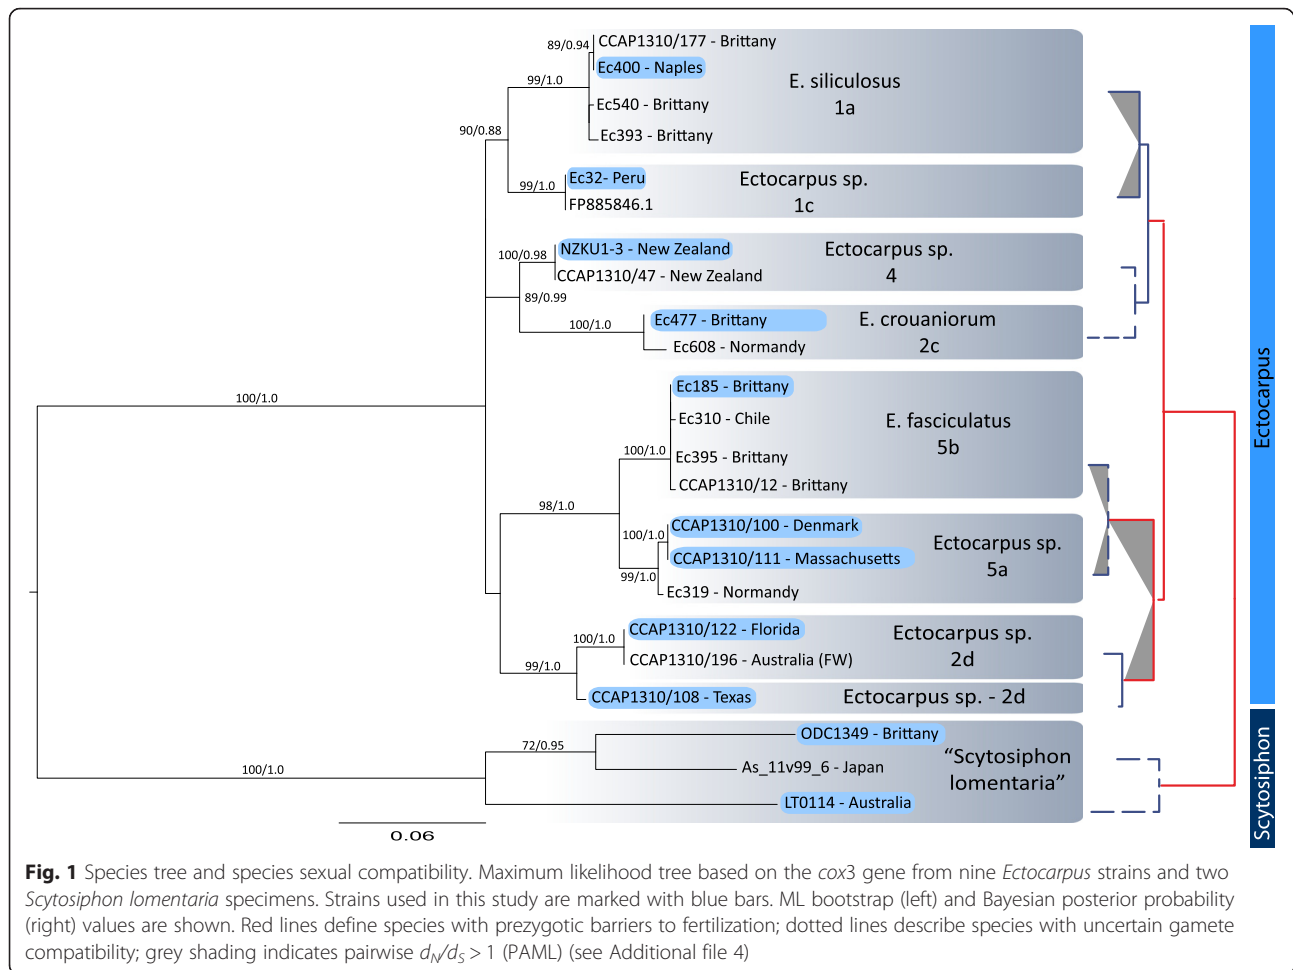 CCAP1310/177 - Brittany
89/0.94
Ec400 - Naples
99/1.0
E. siliculosus
1a
Ec540 - Brittany
90/0.88
Ec393 - Brittany
Ec32- Peru
Ectocarpus sp.
99/1.0
FP885846.1
1c
NZKU1-3 - New Zealand
Ectocarpus sp.
100/0.98
CCAP1310/47 - New Zealand
4
89/0.99
Ec477 - Brittany
E. crouaniorum
100/1.0
Ec608 - Normandy
2c
Ec185 - Brittany
100/1.0
Ec310 - Chile
E. fasciculatus
5b
100/1.0
Ec395 - Brittany
CCAP1310/12 - Brittany
98/1.0
CCAP1310/100 - Denmark
100/1.0
Ectocarpus sp.
CCAP1310/111 - Massachusetts
5a
99/1.0
Ec319 - Normandy
CCAP1310/122 - Florida
Ectocarpus sp.
100/1.0
CCAP1310/196 - Australia (FW)
2d
99/1.0
CCAP1310/108 - Texas
Ectocarpus sp. - 2d
ODC1349 - Brittany
72/0.95
"Scytosiphon
lomentaria"
100/1.0
As_11v99_6 - Japan
LT0114 - Australia
0.06
Ectocarpus
Scytosiphon
Fig. 1 Species tree and species sexual compatibility. Maximum likelihood tree based on the cox3 gene from nine Ectocarpus strains and two
Scytosiphon lomentaria specimens. Strains used in this study are marked with blue bars. ML bootstrap (left) and Bayesian posterior probability
(right) values are shown. Red lines define species with prezygotic barriers to fertilization; dotted lines describe species with uncertain gamete
compatibility; grey shading indicates pairwise dN/dS > 1 (PAML) (see Additional file 4)